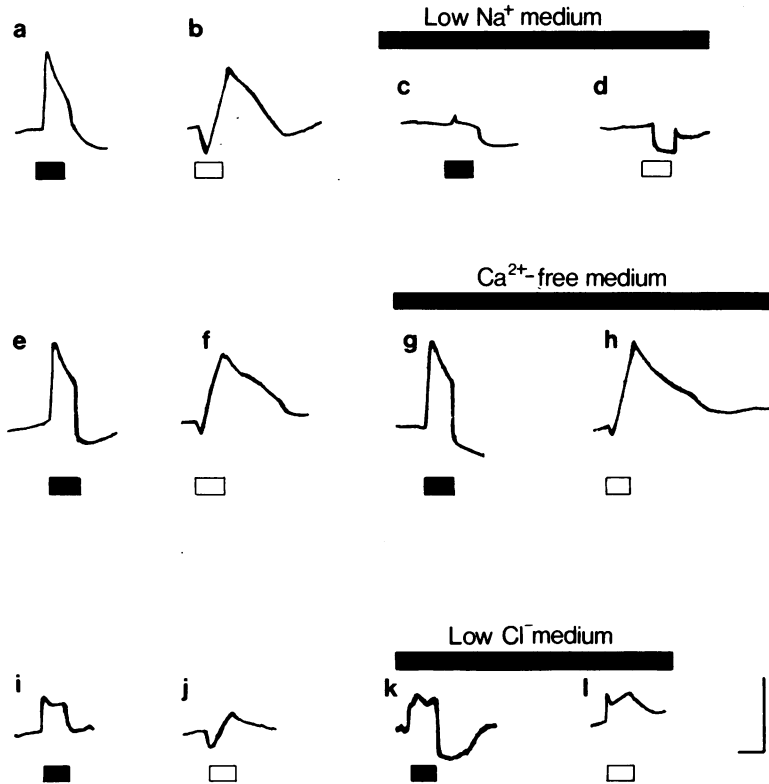 a
b
Low Na⁺ medium
c
d
Ca²⁺-free medium
e
f
g
h
Low Cl⁻ medium
i
j
k
l